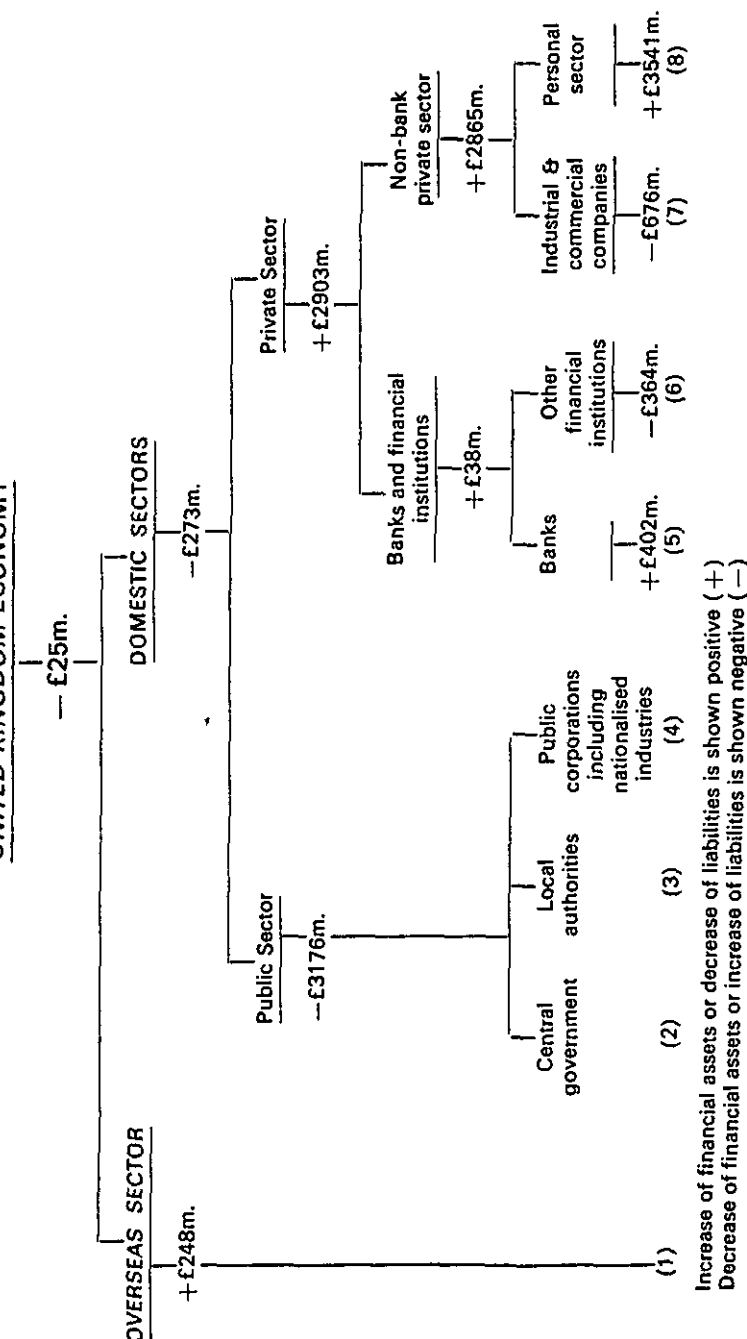 UNITED KINGDOM ECONOMY
— £25m.
OVERSEAS SECTOR
+£248m.
DOMESTIC SECTORS
—£273m.
Public Sector
—£3176m.
Private Sector
+£2903m.
Banks and financial
institutions
+£38m.
Non-bank
private sector
+£2865m.
Central
government
Local
authorities
Public
corporations
including
nationalised
industries
Banks
+£402m.
Other
financial
institutions
—£364m.
Industrial &
commercial
companies
—£676m.
Personal
sector
+£3541m.
(1)
(2)
(3)
(4)
(5)
(6)
(7)
(8)
Increase of financial assets or decrease of liabilities is shown positive (+)
Decrease of financial assets or increase of liabilities is shown negative (—)